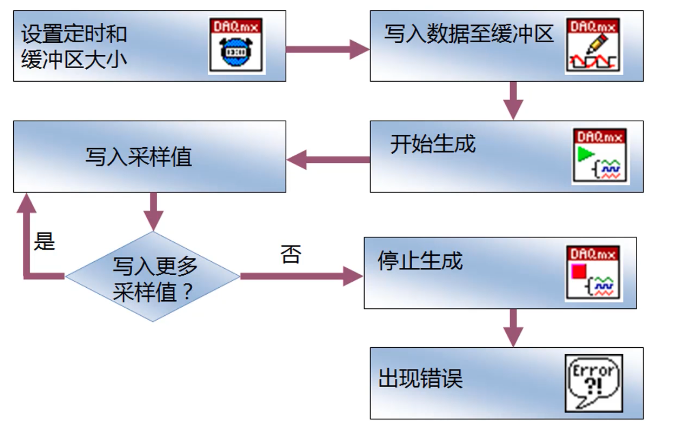 设置定时和
缓冲区大小
DAQmx
写入数据至缓冲区
DAQmx
写入采样值
开始生成
DAQmx
是
写入更多
采样值？
否
停止生成
DAQmx
出现错误
Error
?!